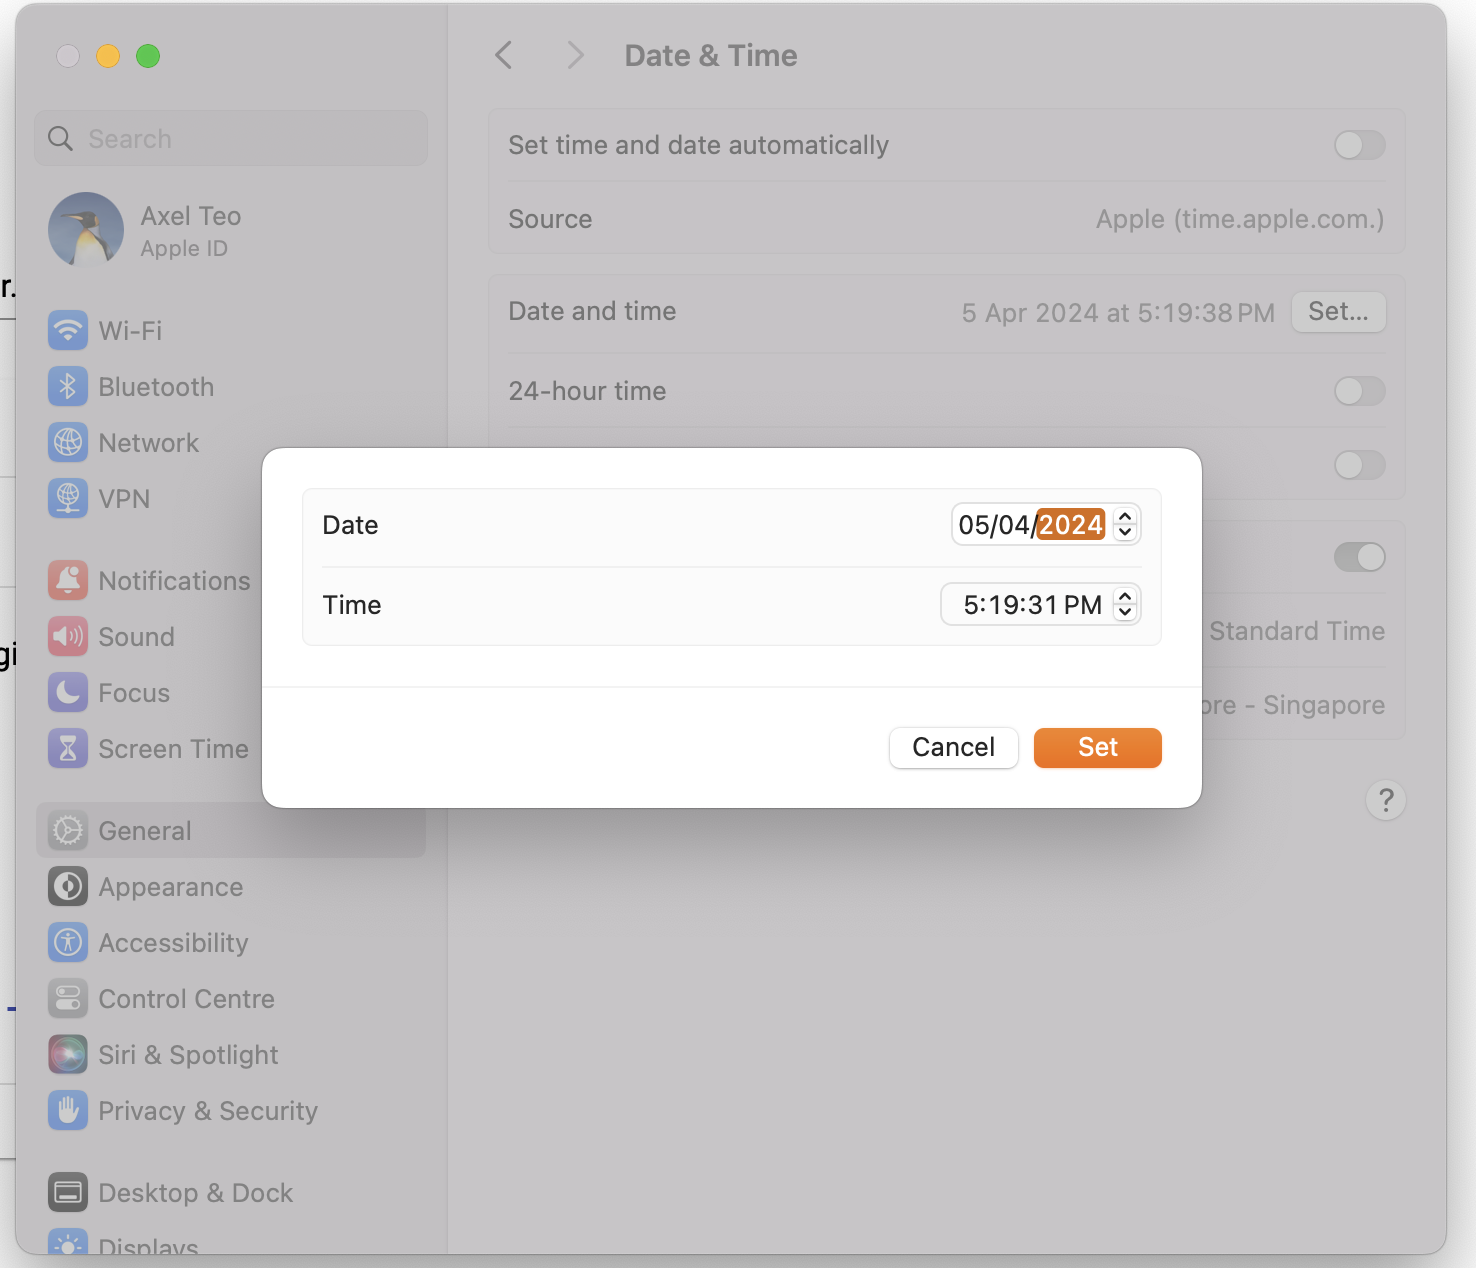 Date & Time
Search
Axel Teo
Apple ID
Wi-Fi
Bluetooth
Network
VPN
Notifications
Sound
Focus
Screen Time
General
Appearance
Accessibility
Control Centre
Siri & Spotlight
Privacy & Security
Desktop & Dock
Displays
Set time and date automatically
Source Apple (time.apple.com.)
Date and time 5 Apr 2024 at 5:19:38 PM Set...
24-hour time
Date 05/04/2024
Time 5:19:31 PM
Cancel Set
Standard Time
ore - Singapore
?
r.
gi